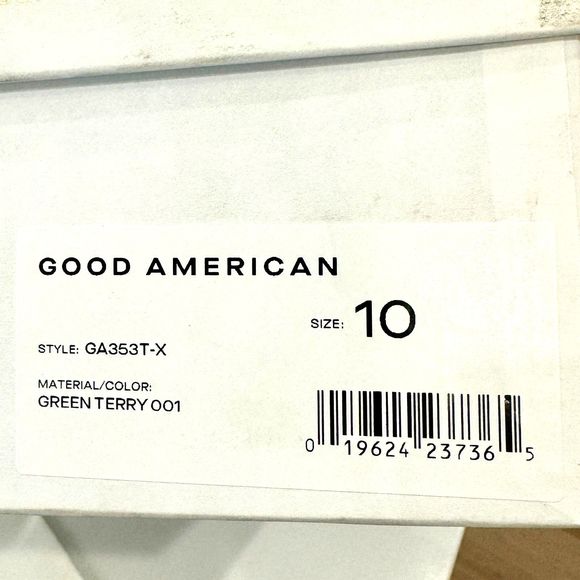 GOOD AMERICAN
SIZE: 10
STYLE: GA353T-X
MATERIAL/COLOR:
GREEN TERRY 001
0 19624 23736 5